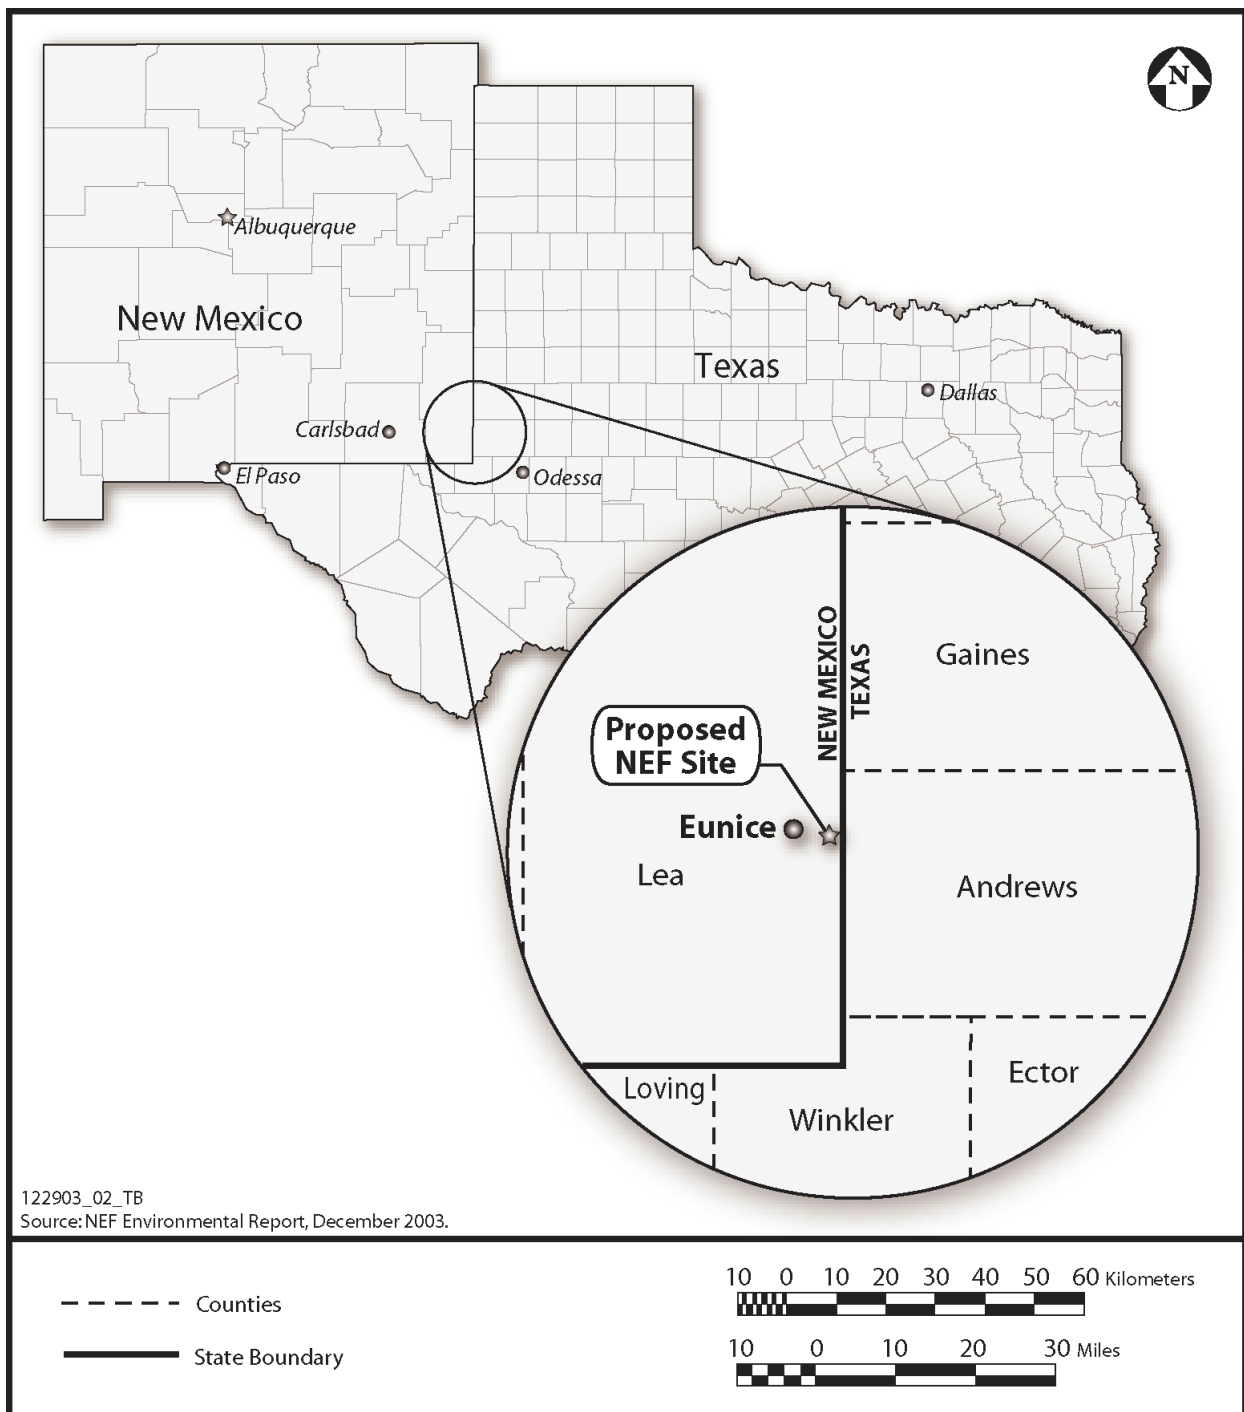 N
Albuquerque
New Mexico
Texas
Dallas
Carlsbad
El Paso
Odessa
NEW MEXICO
TEXAS
Gaines
Proposed
NEF Site
Eunice
Lea
Andrews
Loving
Winkler
Ector
122903_02_TB
Source: NEF Environmental Report, December 2003.
Counties
State Boundary
10 0 10 20 30 40 50 60 Kilometers
10 0 10 20 30 Miles